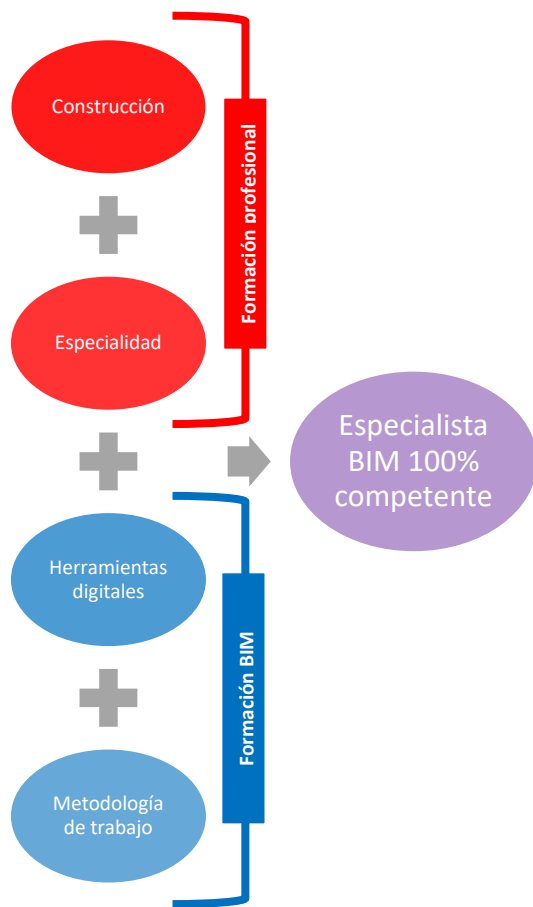 Construcción
Formación profesional
Especialidad
Especialista
BIM 100%
competente
Herramientas
digitales
Formación BIM
Metodología
de trabajo